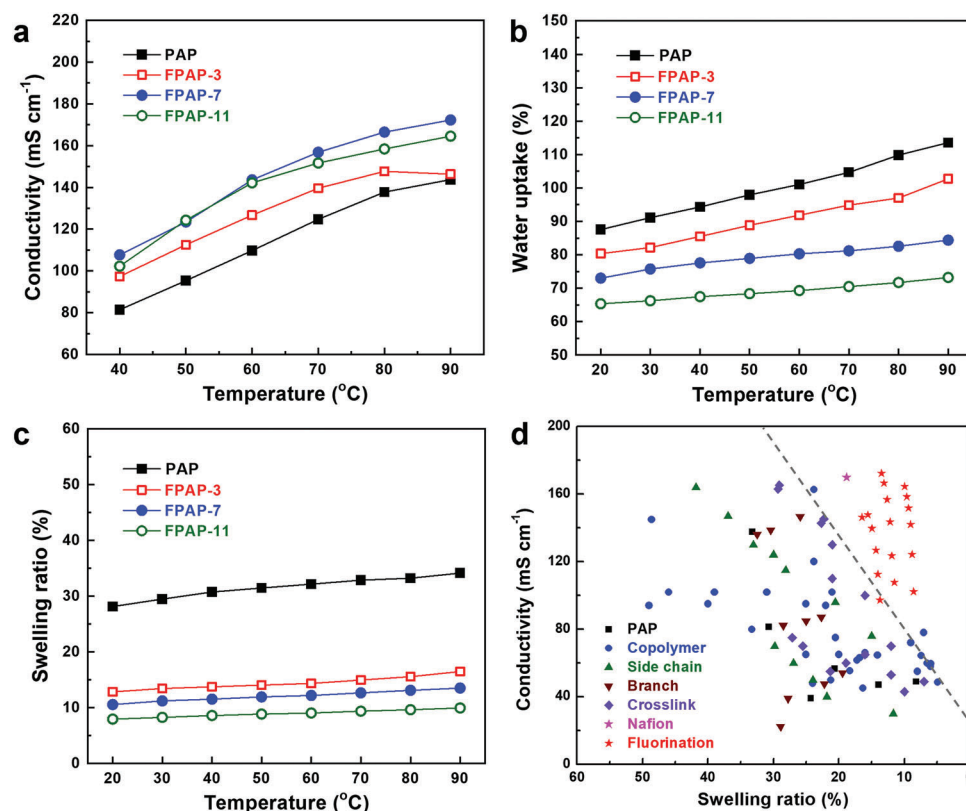 a
220
200
180
160
140
120
100
80
60
Conductivity (mS cm⁻¹)
PAP
FPAP-3
FPAP-7
FPAP-11
40 50 60 70 80 90
Temperature (°C)
b
150
140
130
120
110
100
90
80
70
60
50
Water uptake (%)
PAP
FPAP-3
FPAP-7
FPAP-11
20 30 40 50 60 70 80 90
Temperature (°C)
c
60
50
40
30
20
10
0
Swelling ratio (%)
PAP
FPAP-3
FPAP-7
FPAP-11
20 30 40 50 60 70 80 90
Temperature (°C)
d
200
160
120
80
40
0
Conductivity (mS cm⁻¹)
PAP
Copolymer
Side chain
Branch
Crosslink
Nafion
Fluorination
60 50 40 30 20 10
Swelling ratio (%)